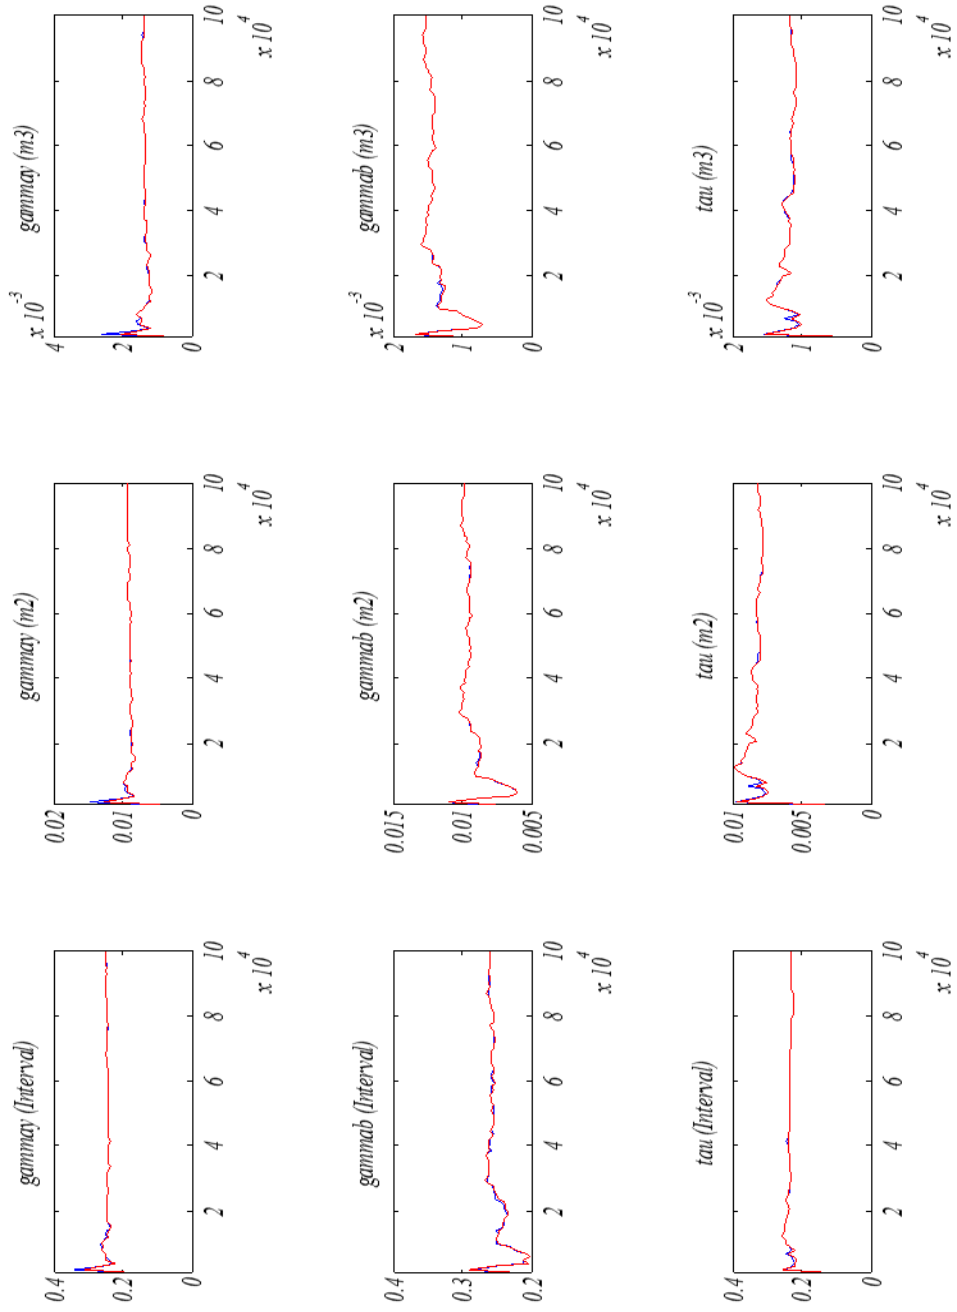 gammay (Interval)
0.4
0.2
0
2 4 6 8 10
x 10^4
gammay (m2)
0.02
0.01
0
2 4 6 8 10
x 10^4
gammay (m3)
x 10^-3
4
2
0
2 4 6 8 10
x 10^4
gammab (Interval)
0.4
0.3
0.2
2 4 6 8 10
x 10^4
gammab (m2)
0.015
0.01
0.005
2 4 6 8 10
x 10^4
gammab (m3)
x 10^-3
2
1
0
2 4 6 8 10
x 10^4
tau (Interval)
0.4
0.2
0
2 4 6 8 10
x 10^4
tau (m2)
0.01
0.005
0
2 4 6 8 10
x 10^4
tau (m3)
x 10^-3
2
1
0
2 4 6 8 10
x 10^4